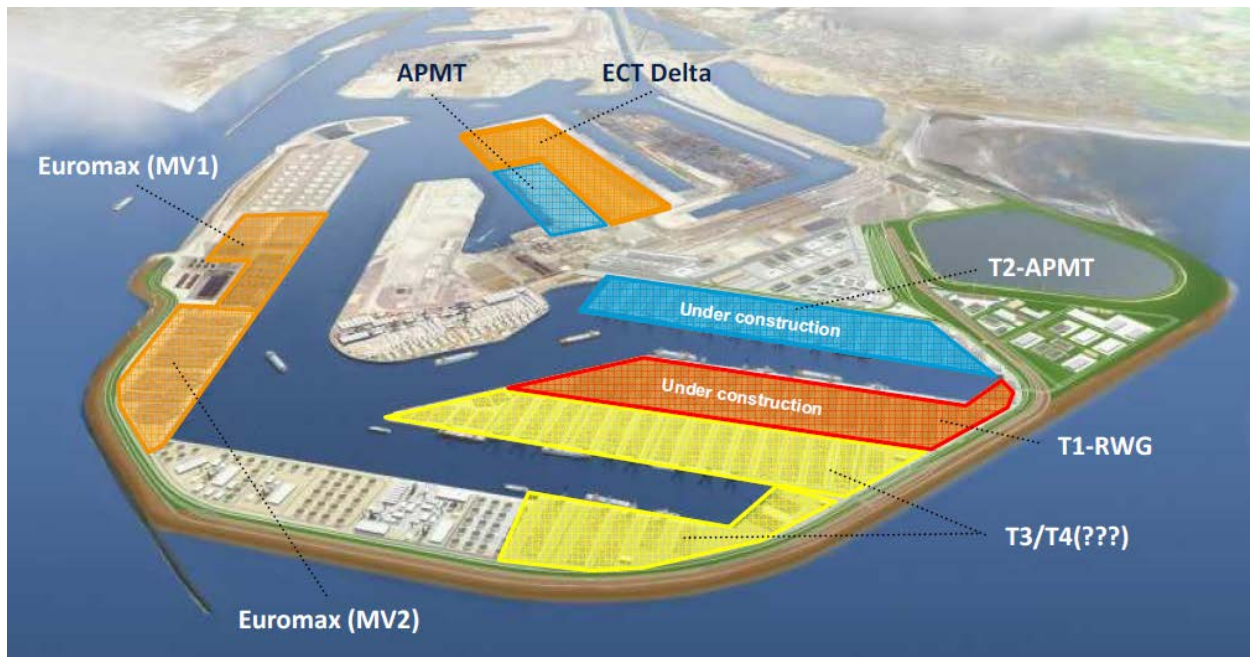 APMT
ECT Delta
Euromax (MV1)
T2-APMT
Under construction
Under construction
T1-RWG
T3/T4(???)
Euromax (MV2)